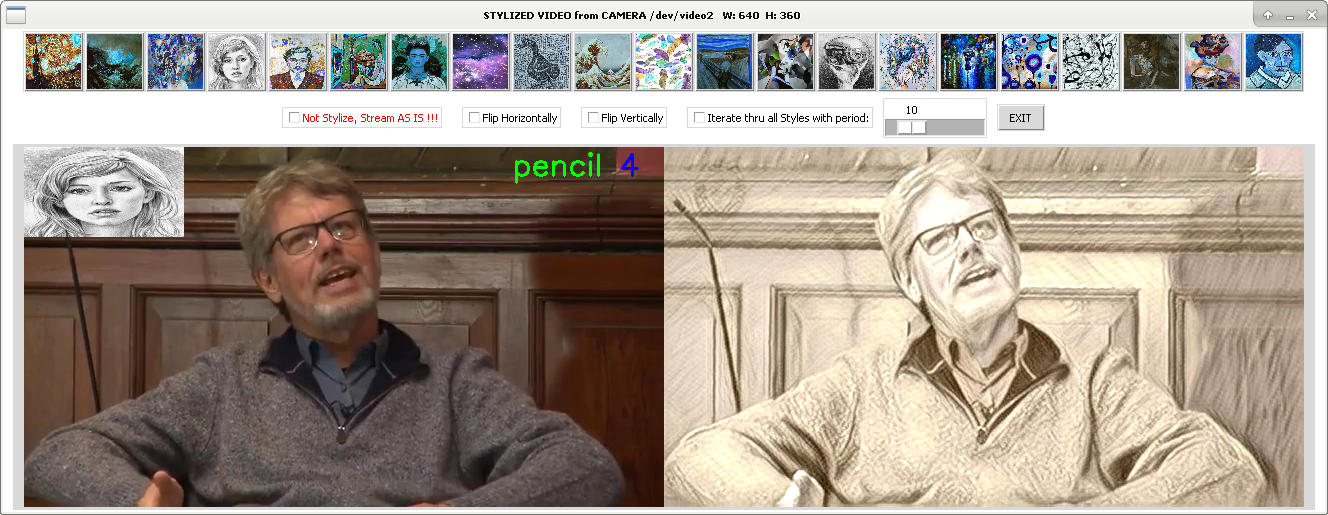 STYLIZED VIDEO from CAMERA /dev/video2 W: 640 H: 360
Not Stylize, Stream AS IS !!!
Flip Horizontally
Flip Vertically
Iterate thru all Styles with period:
10
EXIT
pencil 4